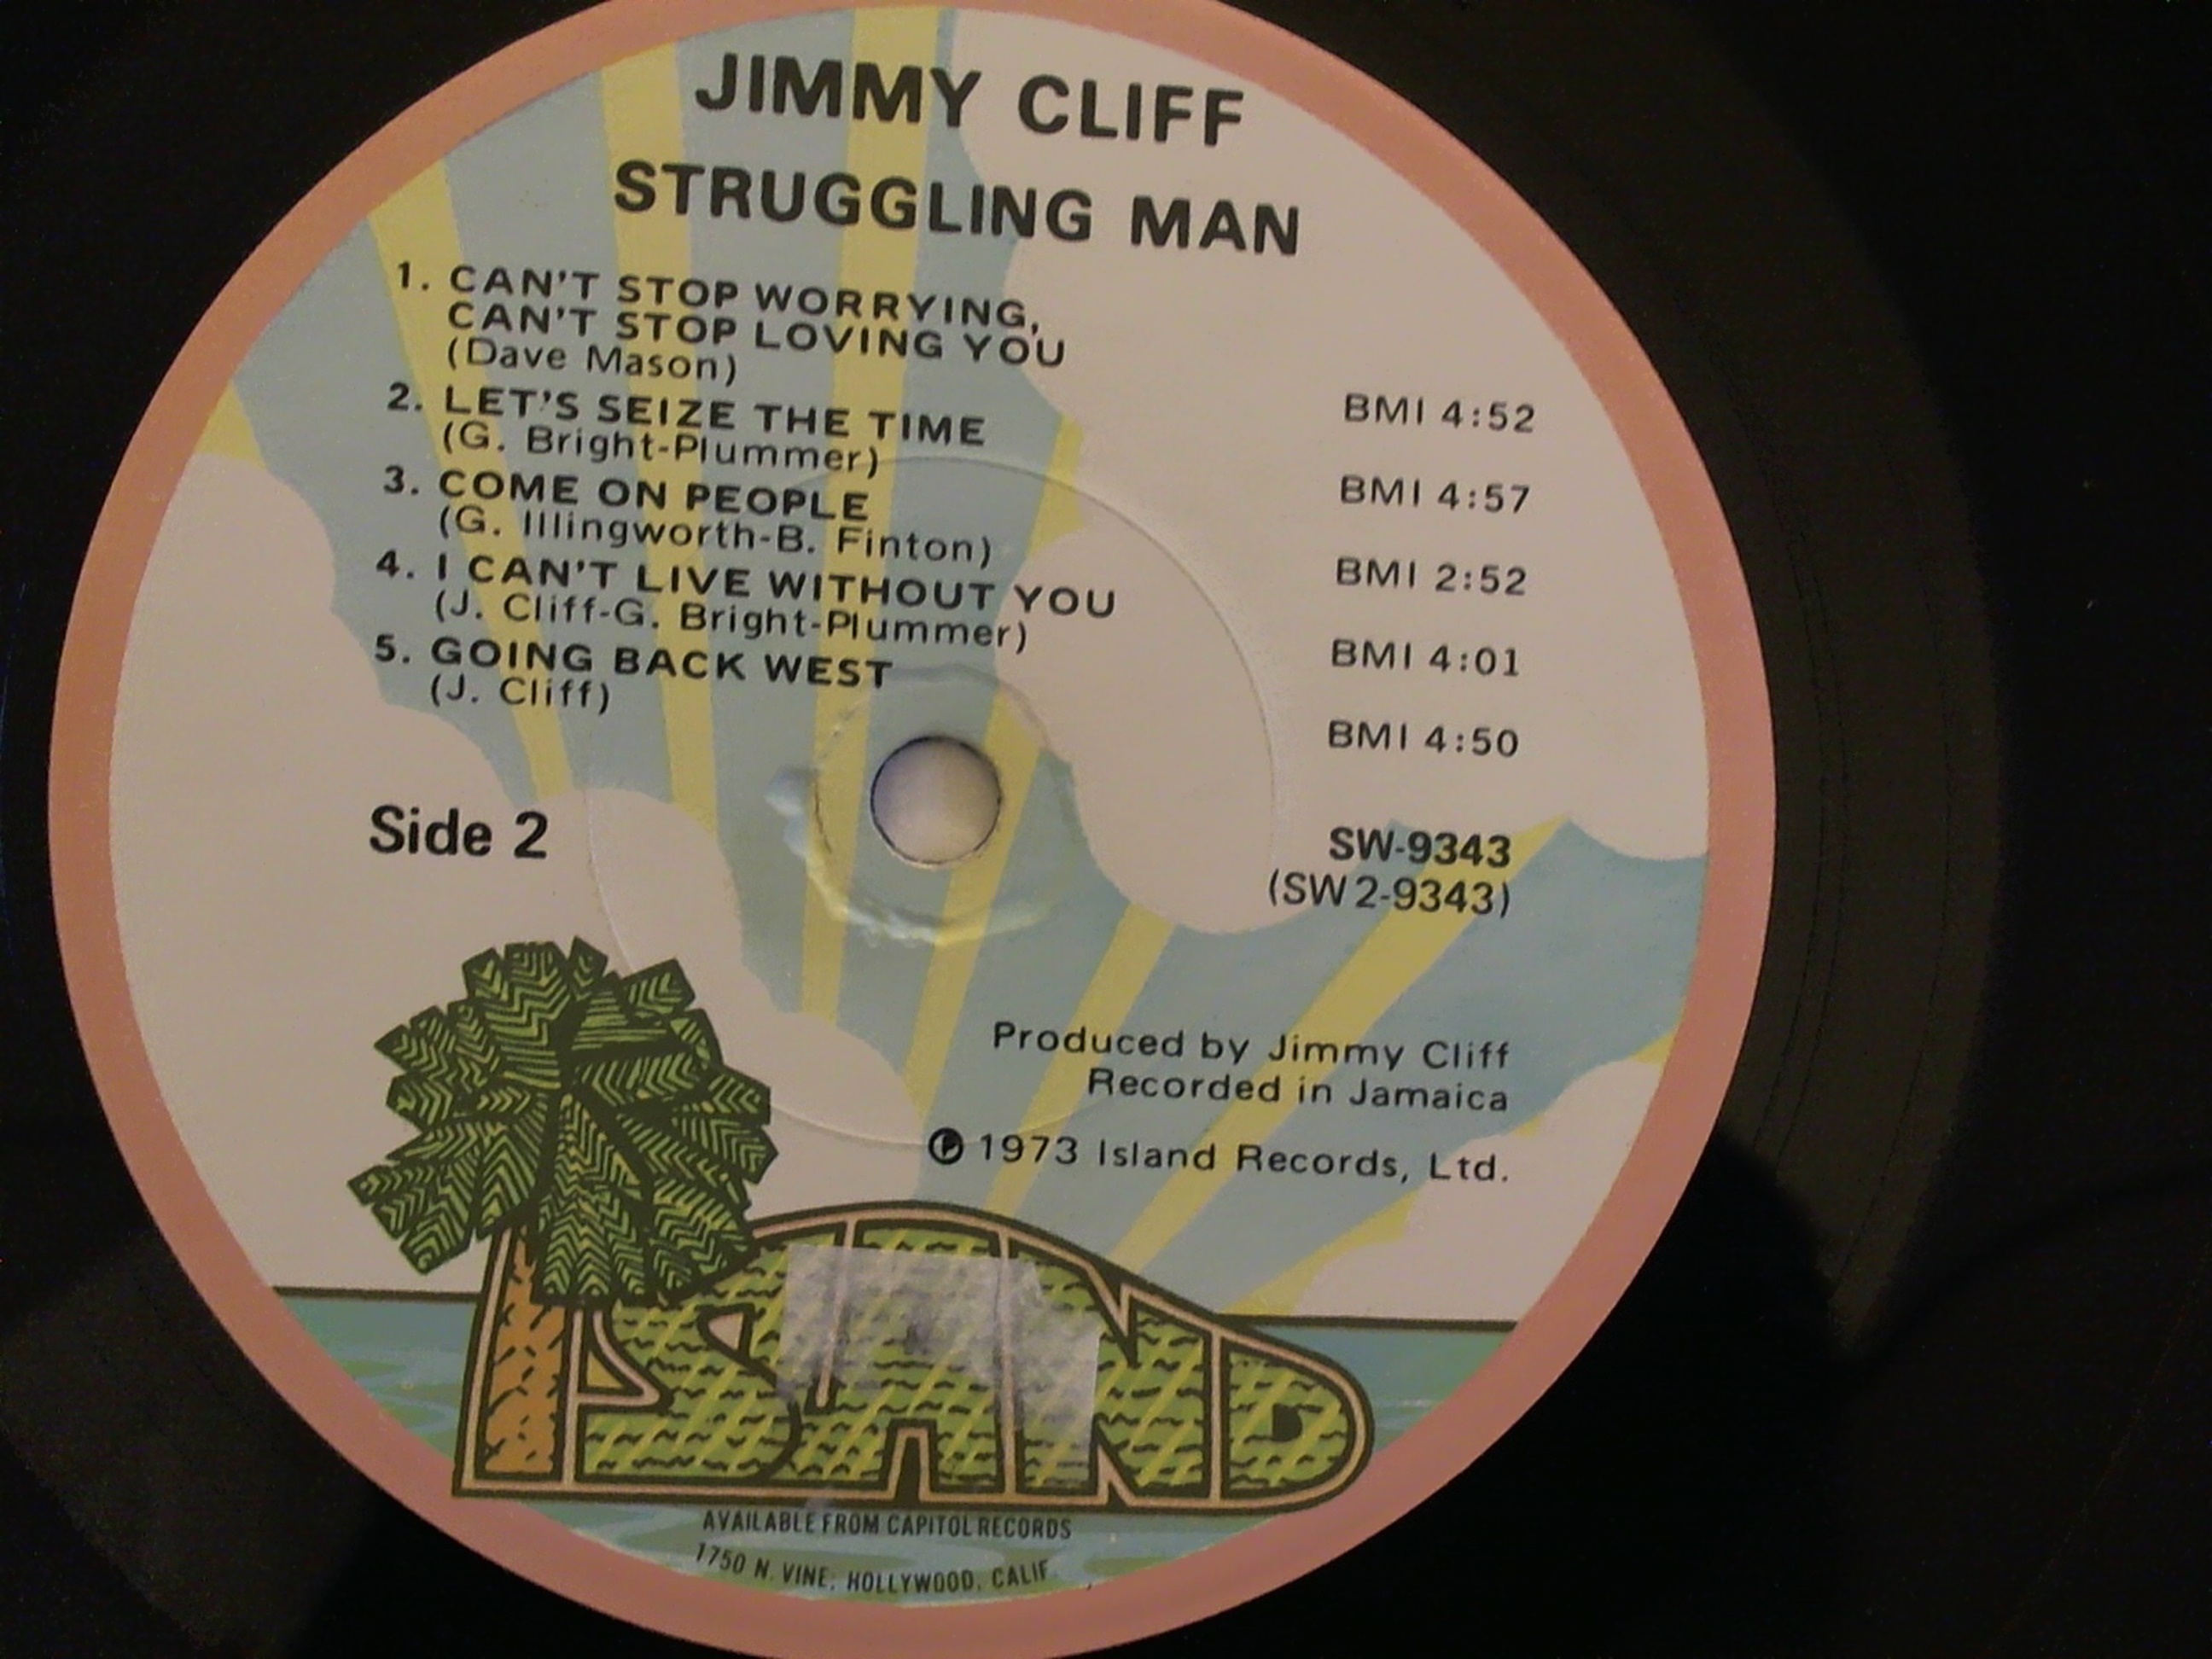 JIMMY CLIFF
STRUGGLING MAN
1. CAN'T STOP WORRYING,
CAN'T STOP LOVING YOU
(Dave Mason) BMI 4:52
2. LET'S SEIZE THE TIME
(G. Bright-Plummer) BMI 4:57
3. COME ON PEOPLE
(G. Illingworth-B. Finton) BMI 2:52
4. I CAN'T LIVE WITHOUT YOU
(J. Cliff-G. Bright-Plummer) BMI 4:01
5. GOING BACK WEST
(J. Cliff) BMI 4:50
Side 2
SW-9343
(SW2-9343)
Produced by Jimmy Cliff
Recorded in Jamaica
℗ 1973 Island Records, Ltd.
ISLAND
AVAILABLE FROM CAPITOL RECORDS
1750 N. VINE, HOLLYWOOD, CALIF.